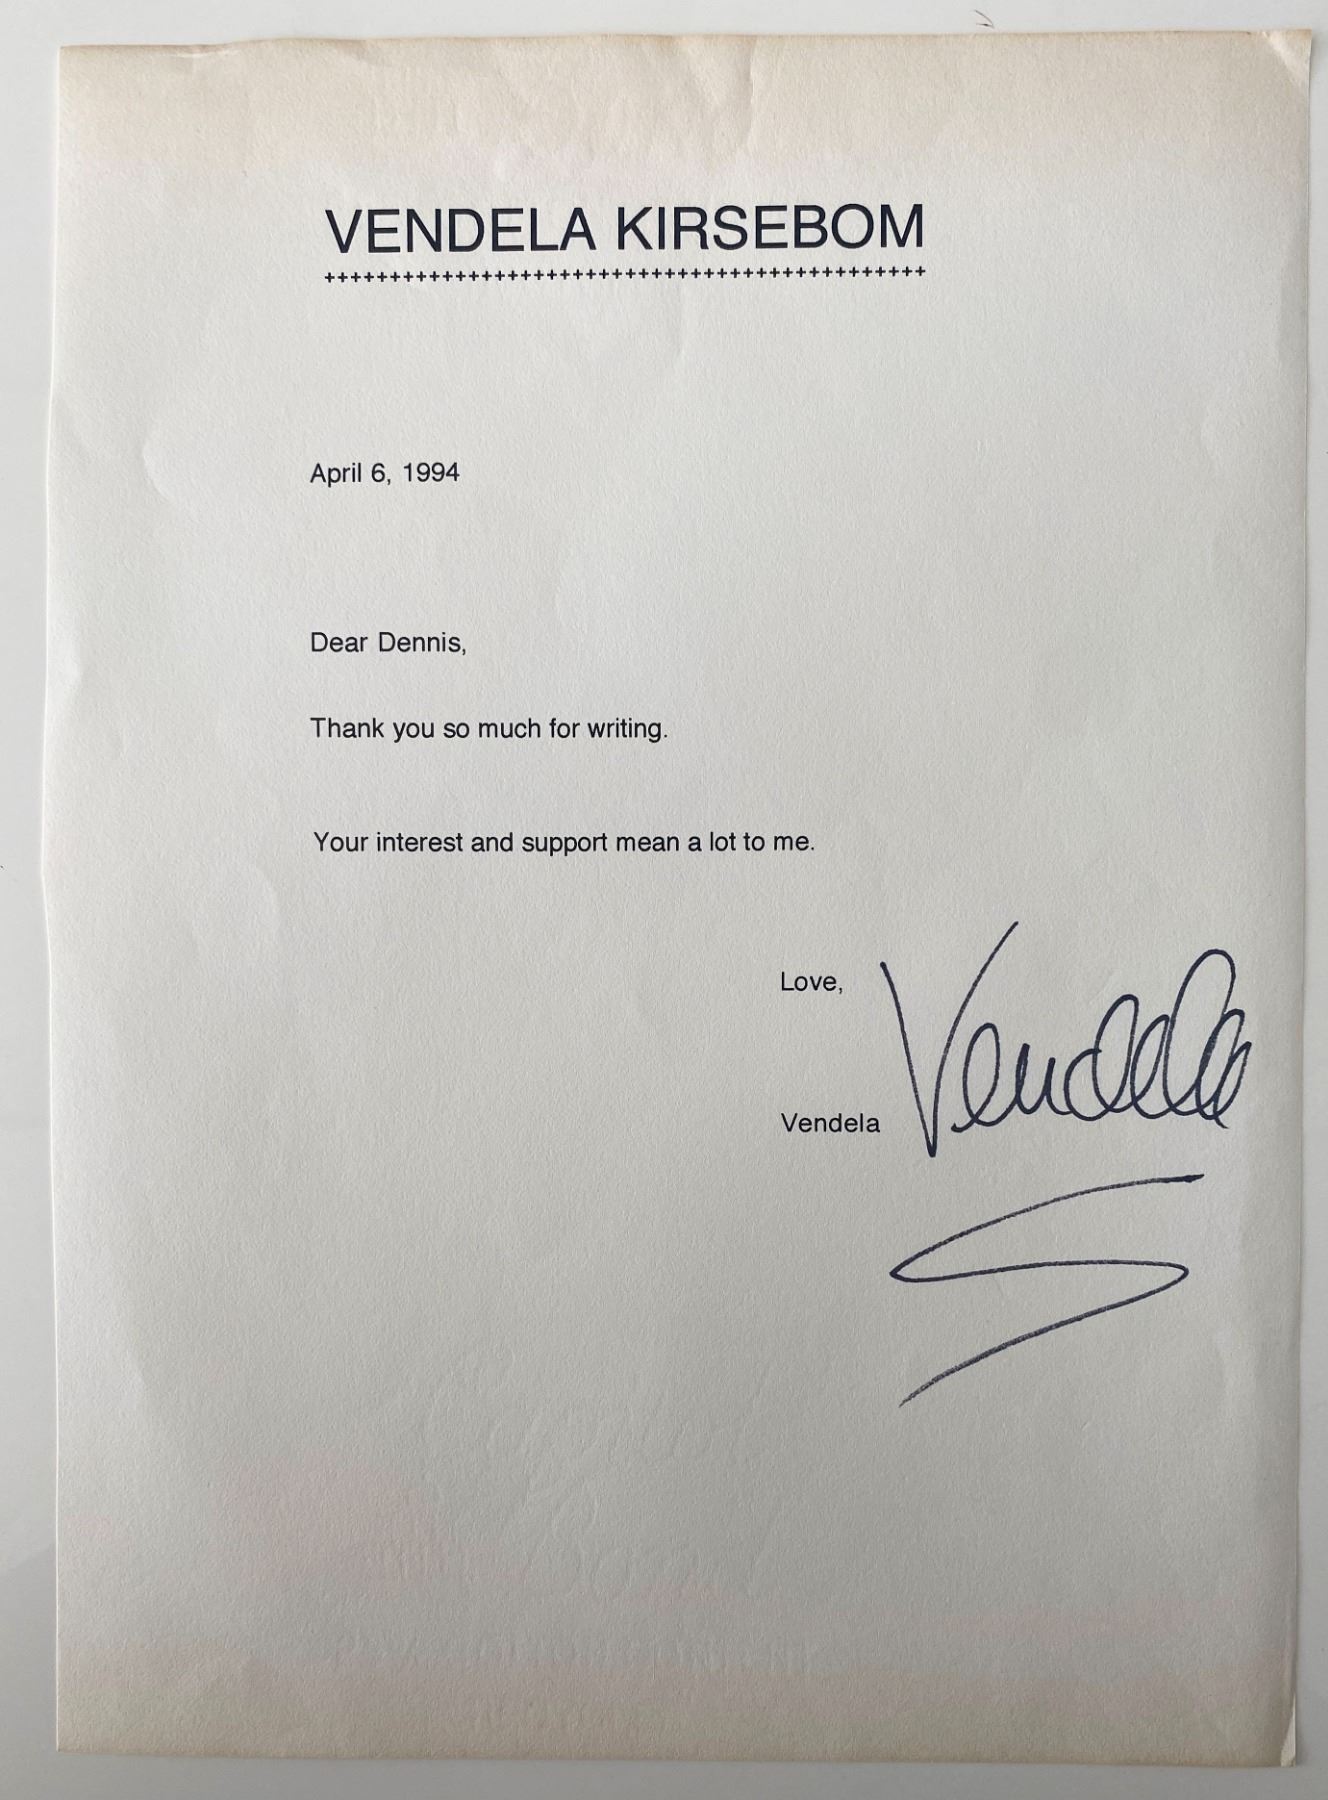 VENDELA KIRSEBOM
++++++++++++++++++++++++++++++++++++++++++++++
April 6, 1994
Dear Dennis,
Thank you so much for writing.
Your interest and support mean a lot to me.
Love,
Vendela
Vendela